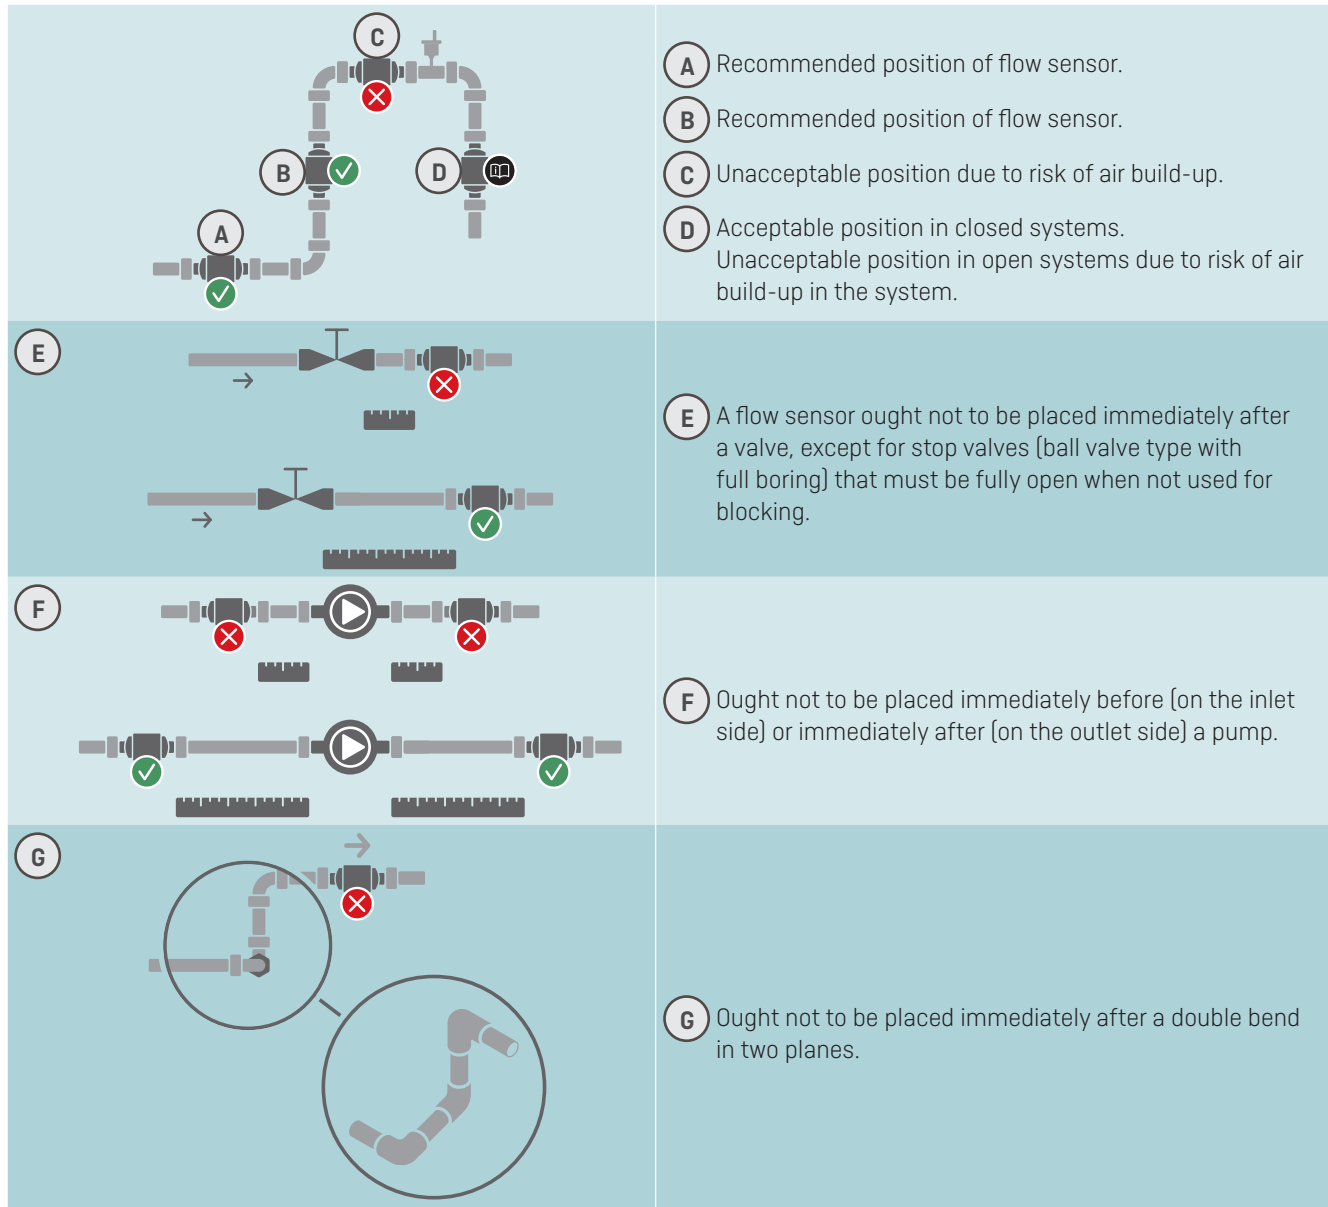 C
B
D
A
A Recommended position of flow sensor.
B Recommended position of flow sensor.
C Unacceptable position due to risk of air build-up.
D Acceptable position in closed systems.
Unacceptable position in open systems due to risk of air
build-up in the system.
E
E A flow sensor ought not to be placed immediately after
a valve, except for stop valves (ball valve type with
full boring) that must be fully open when not used for
blocking.
F
F Ought not to be placed immediately before (on the inlet
side) or immediately after (on the outlet side) a pump.
G
G Ought not to be placed immediately after a double bend
in two planes.